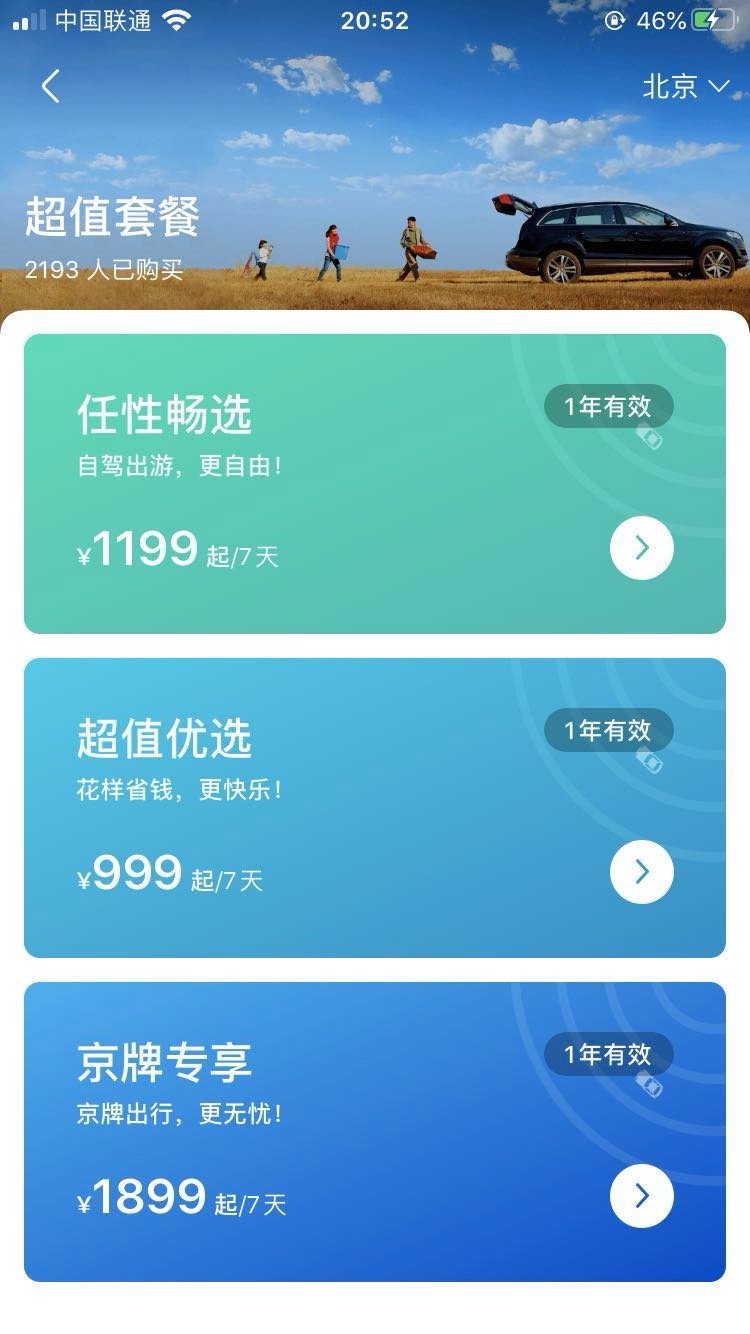 中国联通
20:52
46%
北京
超值套餐
2193 人已购买
任性畅选
1年有效
自驾出游，更自由！
¥1199 起/7天
超值优选
1年有效
花样省钱，更快乐！
¥999 起/7天
京牌专享
1年有效
京牌出行，更无忧！
¥1899 起/7天